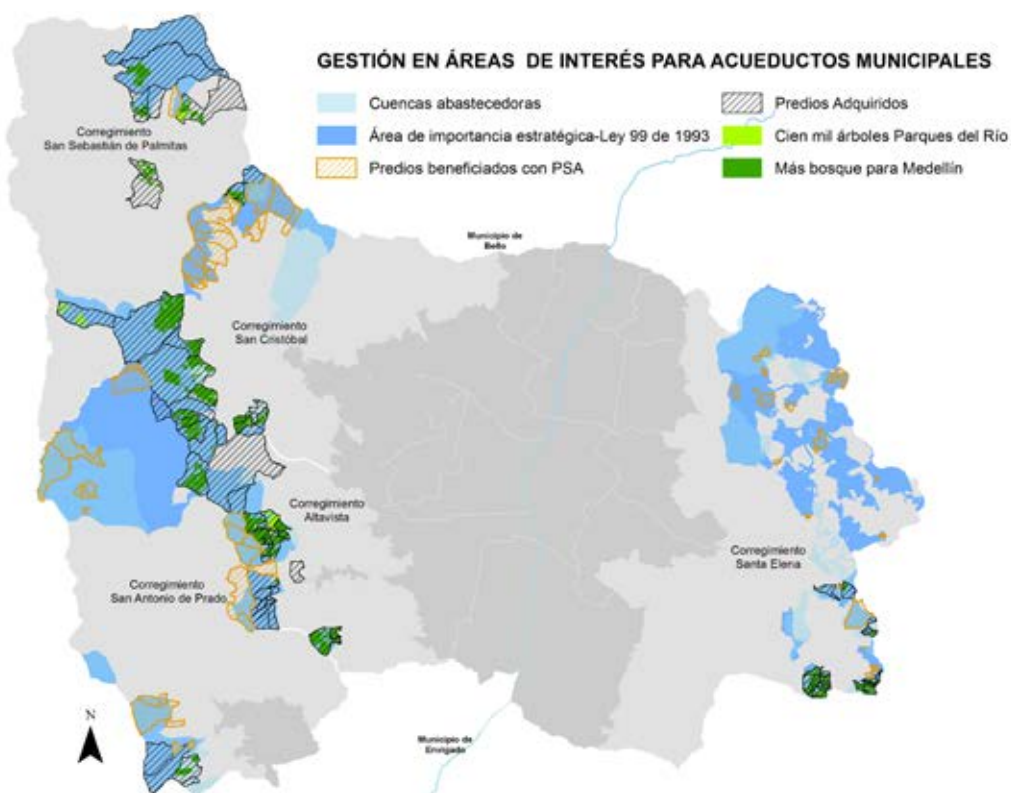 GESTIÓN EN ÁREAS DE INTERÉS PARA ACUEDUCTOS MUNICIPALES
Cuencas abastecedoras
Área de importancia estratégica-Ley 99 de 1993
Predios beneficiados con PSA
Predios Adquiridos
Cien mil árboles Parques del Río
Más bosque para Medellín
Corregimiento
San Sebastián de Palmitas
Municipio de
Bello
Corregimiento
San Cristóbal
Corregimiento
Altavista
Corregimiento
Santa Elena
Corregimiento
San Antonio de Prado
N
Municipio de
Envigado